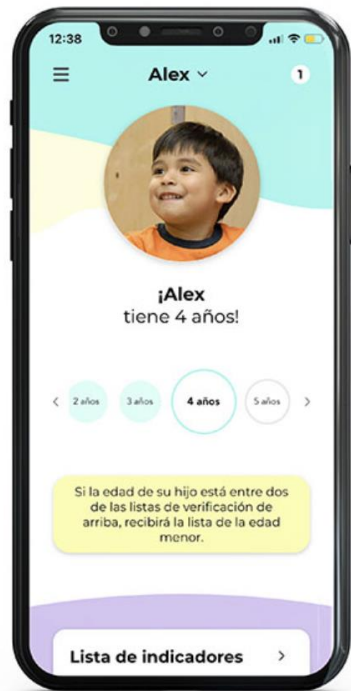 12:38
Alex
1
¡Alex
tiene 4 años!
2 años
3 años
4 años
5 años
Si la edad de su hijo está entre dos
de las listas de verificación de
arriba, recibirá la lista de la edad
menor.
Lista de indicadores